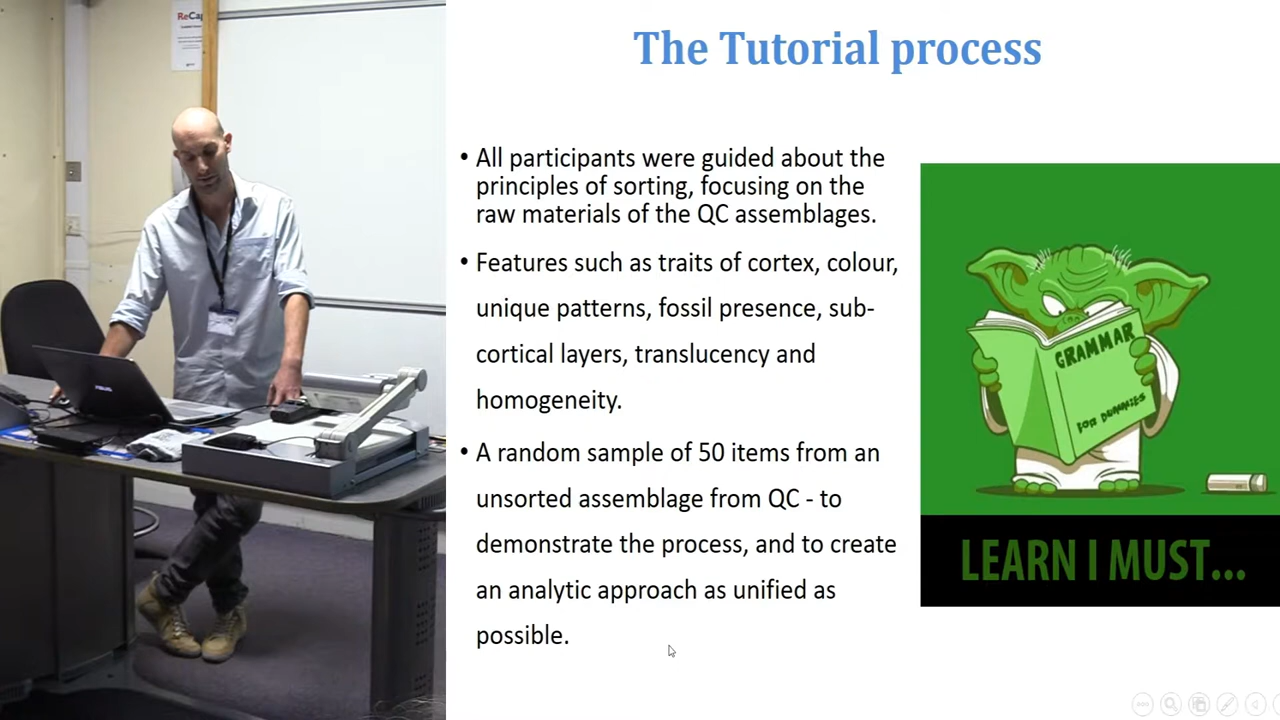 ReCap
The Tutorial process
• All participants were guided about the
principles of sorting, focusing on the
raw materials of the QC assemblages.
• Features such as traits of cortex, colour,
unique patterns, fossil presence, sub-
cortical layers, translucency and
homogeneity.
• A random sample of 50 items from an
unsorted assemblage from QC - to
demonstrate the process, and to create
an analytic approach as unified as
possible.
GRAMMAR
FOR DUMMIES
LEARN I MUST...
ASUS